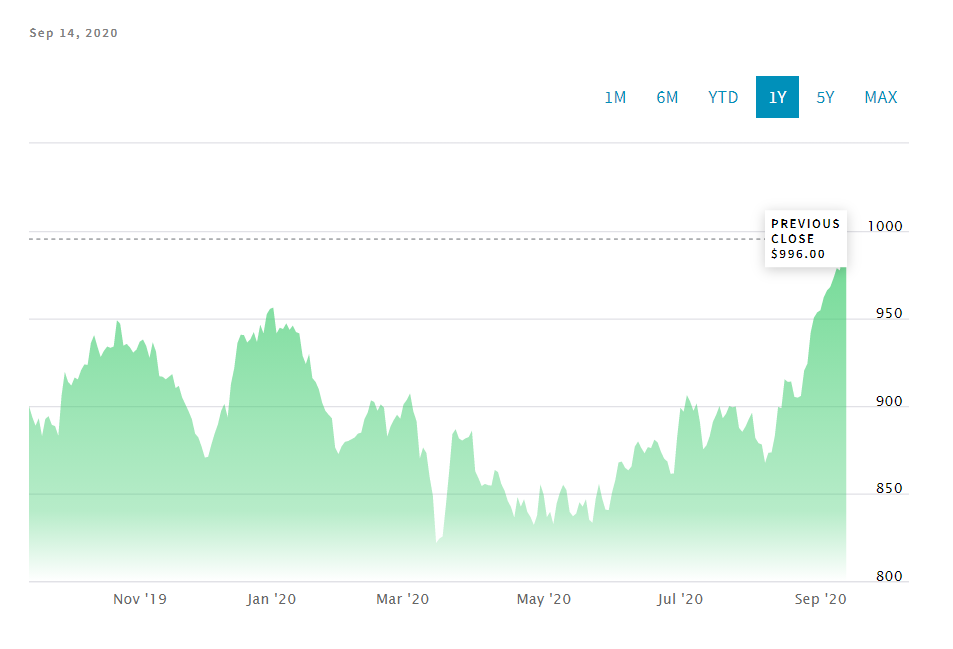 Sep 14, 2020
1M 6M YTD 1Y 5Y MAX
PREVIOUS
CLOSE
$996.00
1000
950
900
850
800
Nov '19 Jan '20 Mar '20 May '20 Jul '20 Sep '20